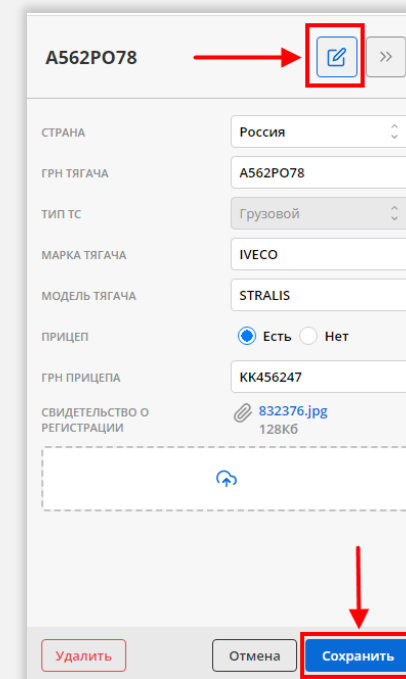 А562РО78
СТРАНА
Россия
ГРН ТЯГАЧА
А562РО78
ТИП ТС
Грузовой
МАРКА ТЯГАЧА
IVECO
МОДЕЛЬ ТЯГАЧА
STRALIS
ПРИЦЕП
Есть Нет
ГРН ПРИЦЕПА
КК456247
СВИДЕТЕЛЬСТВО О
РЕГИСТРАЦИИ
832376.jpg
128Кб
Удалить
Отмена
Сохранить